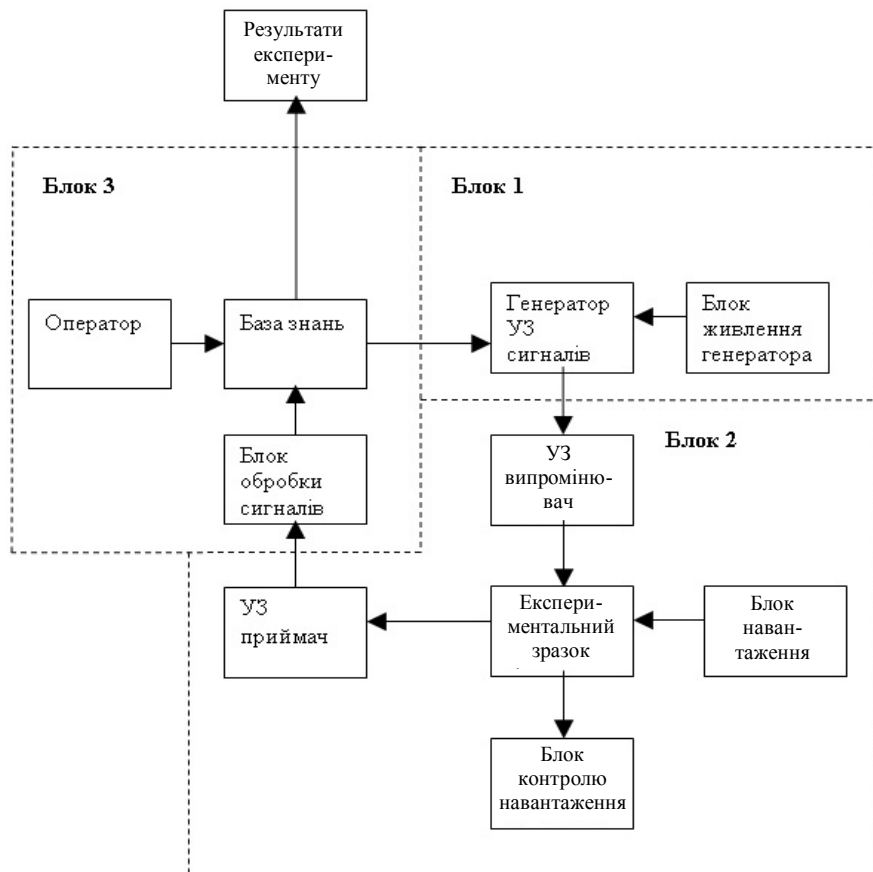 Результати
експери-
менту
Блок 3
Блок 1
Оператор
База знань
Генератор
УЗ
сигналів
Блок
живлення
генератора
Блок 2
Блок
обробки
сигналів
УЗ
випроміню-
вач
УЗ
приймач
Експери-
ментальний
зразок
Блок
наван-
таження
Блок
контролю
навантаження